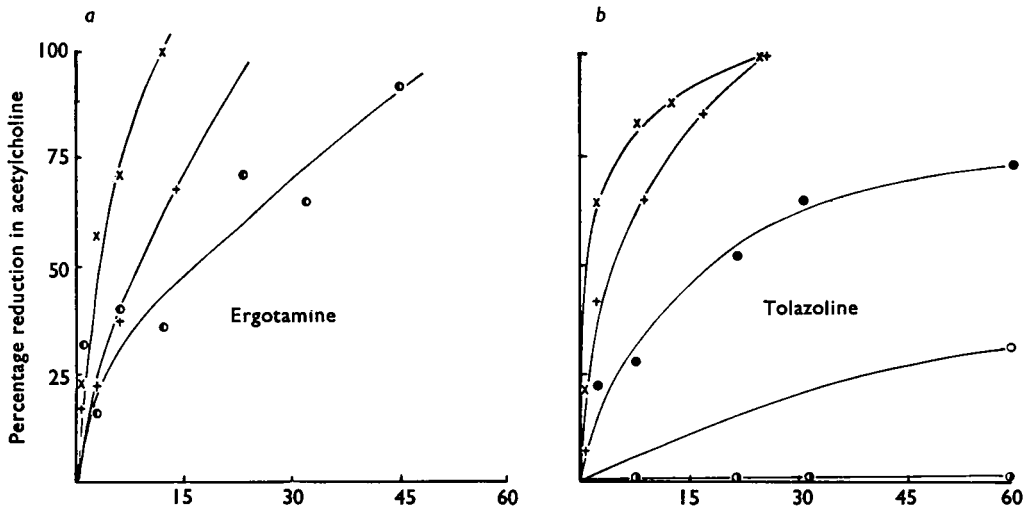 a
b
Percentage reduction in acetylcholine
100
75
50
25
Ergotamine
Tolazoline
15 30 45 60
15 30 45 60